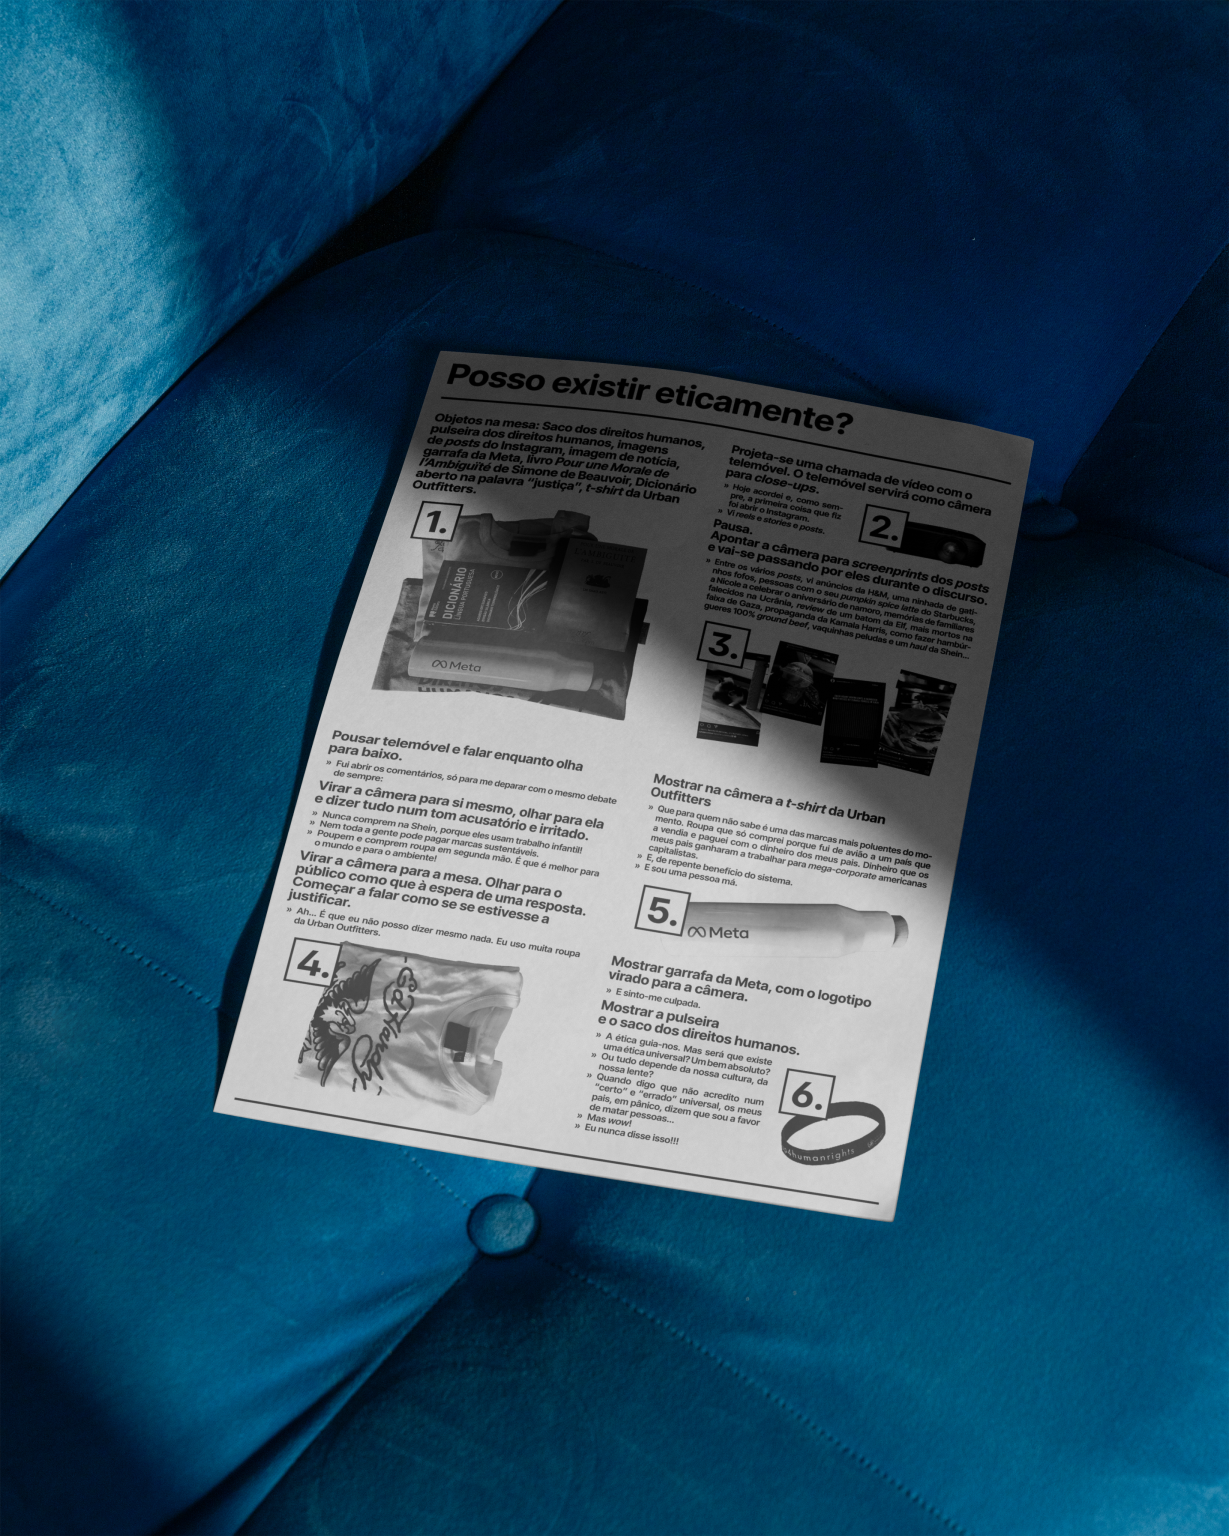 Posso existir eticamente?
Objetos na mesa: Saco dos direitos humanos,
pulseira dos direitos humanos, imagens
de posts do Instagram, imagem de notícia,
garrafa da Meta, livro Pour une Morale de
l'Ambiguïté de Simone de Beauvoir, Dicionário
aberto na palavra “justiça”, t-shirt da Urban
Outfitters.
1.
DICIONÁRIO
LÍNGUA PORTUGUESA
Meta
Pousar telemóvel e falar enquanto olha
para baixo.
» Fui abrir os comentários, só para me deparar com o mesmo debate
de sempre:
Virar a câmera para si mesmo, olhar para ela
e dizer tudo num tom acusatório e irritado.
» Nunca comprem na Shein, porque eles usam trabalho infantil!
» Nem toda a gente pode pagar marcas sustentáveis.
» Poupem e comprem roupa em segunda mão. É que é melhor para
o mundo e para o ambiente!
Virar a câmera para a mesa. Olhar para o
público como que à espera de uma resposta.
Começar a falar como se se estivesse a
justificar.
» Ah... É que eu não posso dizer mesmo nada. Eu uso muita roupa
da Urban Outfitters.
4.
Ed Hardy
Projeta-se uma chamada de vídeo com o
telemóvel. O telemóvel servirá como câmera
para close-ups.
» Hoje acordei e, como sem-
pre, a primeira coisa que fiz
foi abrir o Instagram.
» Vi reels e stories e posts.
2.
Pausa.
Apontar a câmera para screenprints dos posts
e vai-se passando por eles durante o discurso.
» Entre os vários posts, vi anúncios da H&M, uma ninhada de gati-
nhos fofos, pessoas com o seu pumpkin spice latte do Starbucks,
a Nicole a celebrar o aniversário de namoro, memórias de familiares
falecidos na Ucrânia, review de um batom da Elf, mais mortos na
faixa de Gaza, propaganda da Kamala Harris, como fazer hambúr-
gueres 100% ground beef, vaquinhas peludas e um haul da Shein...
3.
Mostrar na câmera a t-shirt da Urban
Outfitters
» Que para quem não sabe é uma das marcas mais poluentes do mo-
mento. Roupa que só comprei porque fui de avião a um país que
a vendia e paguei com o dinheiro dos meus pais. Dinheiro que os
meus pais ganharam a trabalhar para mega-corporate americanas
capitalistas.
» E, de repente benefício do sistema.
» E sou uma pessoa má.
5.
Meta
Mostrar garrafa da Meta, com o logotipo
virado para a câmera.
» E sinto-me culpada.
Mostrar a pulseira
e o saco dos direitos humanos.
» A ética guia-nos. Mas será que existe
uma ética universal? Um bem absoluto?
» Ou tudo depende da nossa cultura, da
nossa lente?
» Quando digo que não acredito num
“certo” e “errado” universal, os meus
pais, em pânico, dizem que sou a favor
de matar pessoas...
» Mas wow!
» Eu nunca disse isso!!!
6.
humanrights